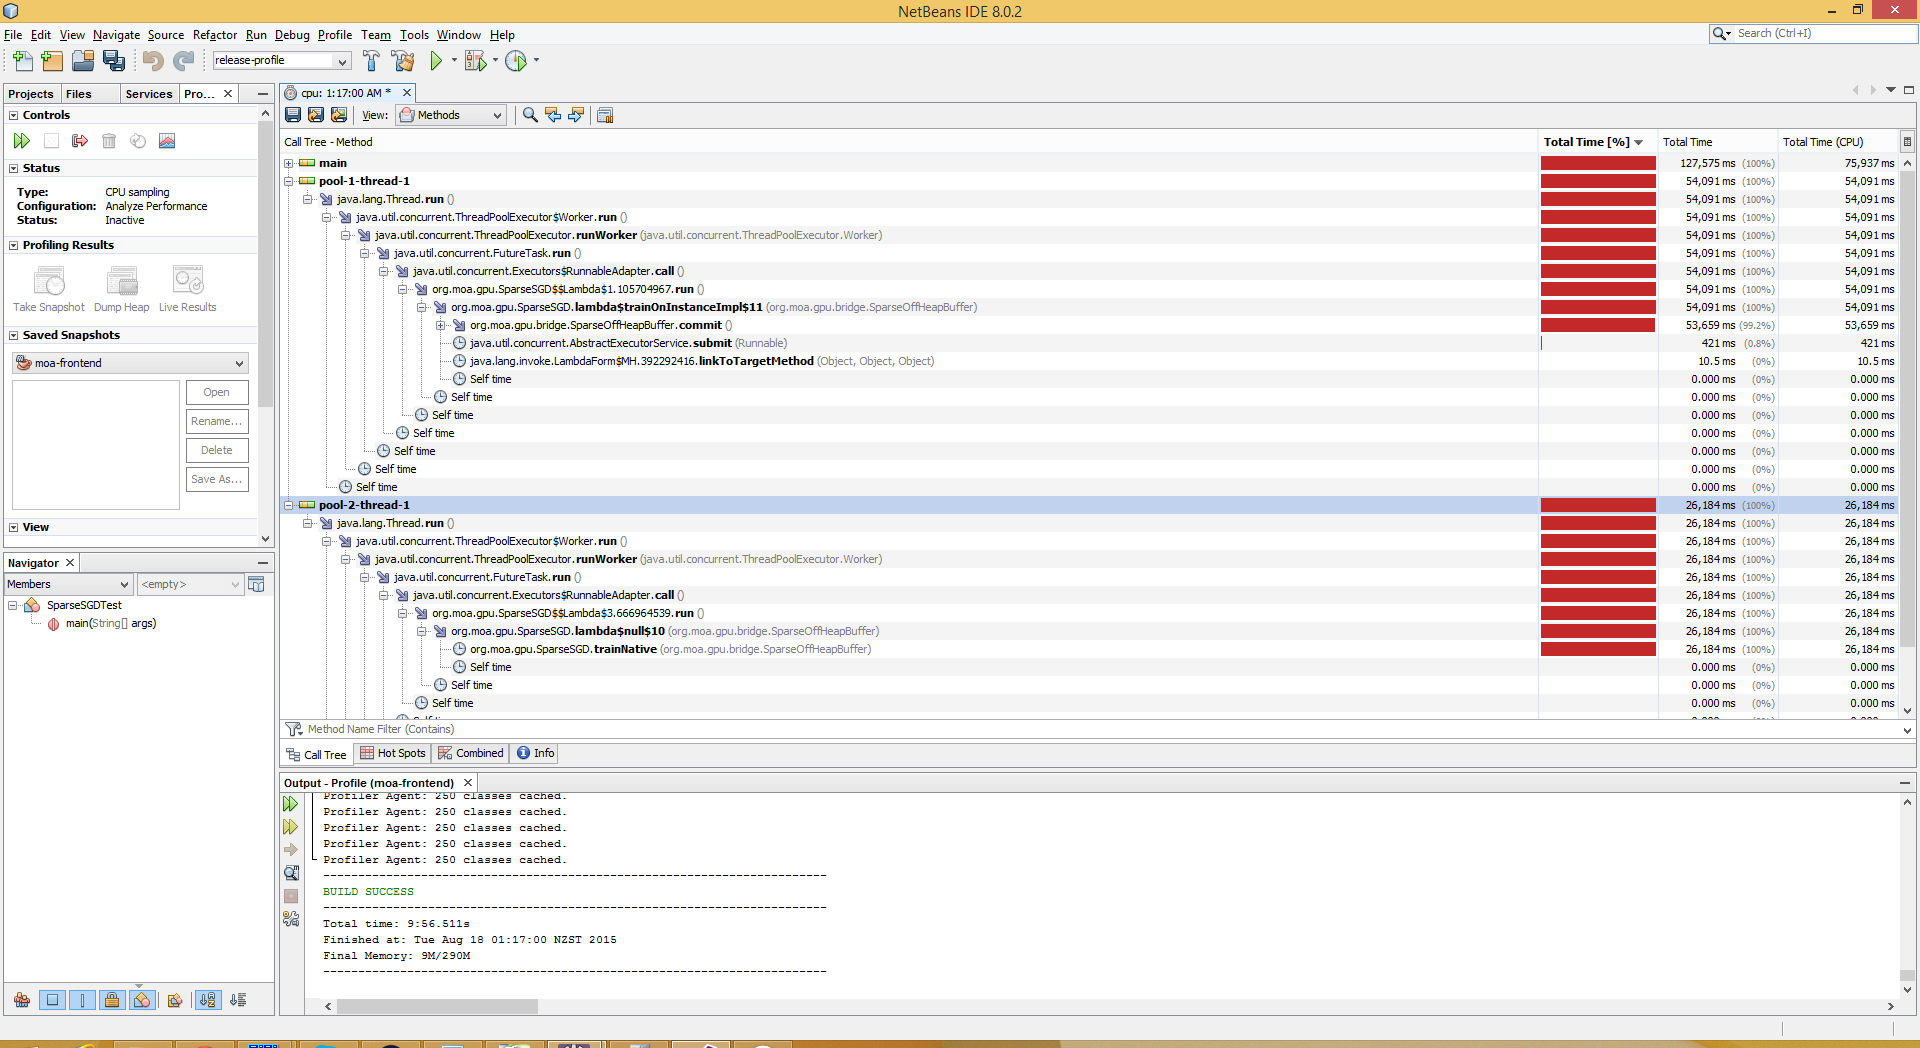 NetBeans IDE 8.0.2
File Edit View Navigate Source Refactor Run Debug Profile Team Tools Window Help
Search (Ctrl+I)
release-profile
Projects Files Services Pro...
Controls
Status
Type: CPU sampling
Configuration: Analyze Performance
Status: Inactive
Profiling Results
Take Snapshot Dump Heap Live Results
Saved Snapshots
moa-frontend
Open
Rename...
Delete
Save As...
View
Navigator
Members <empty>
SparseSGDTest
main(String[] args)
cpu: 1:17:00 AM *
View: Methods
Call Tree - Method Total Time [%] Total Time Total Time (CPU)
main 127,575 ms (100%) 75,937 ms
pool-1-thread-1 54,091 ms (100%) 54,091 ms
java.lang.Thread.run () 54,091 ms (100%) 54,091 ms
java.util.concurrent.ThreadPoolExecutor$Worker.run () 54,091 ms (100%) 54,091 ms
java.util.concurrent.ThreadPoolExecutor.runWorker (java.util.concurrent.ThreadPoolExecutor.Worker) 54,091 ms (100%) 54,091 ms
java.util.concurrent.FutureTask.run () 54,091 ms (100%) 54,091 ms
java.util.concurrent.Executors$RunnableAdapter.call () 54,091 ms (100%) 54,091 ms
org.moa.gpu.SparseSGD$$Lambda$1.105704967.run () 54,091 ms (100%) 54,091 ms
org.moa.gpu.SparseSGD.lambda$trainOnInstanceImpl$11 (org.moa.gpu.bridge.SparseOffHeapBuffer) 54,091 ms (100%) 54,091 ms
org.moa.gpu.bridge.SparseOffHeapBuffer.commit () 53,659 ms (99.2%) 53,659 ms
java.util.concurrent.AbstractExecutorService.submit (Runnable) 421 ms (0.8%) 421 ms
java.lang.invoke.LambdaForm$MH.392292416.linkToTargetMethod (Object, Object, Object) 10.5 ms (0%) 10.5 ms
Self time 0.000 ms (0%) 0.000 ms
Self time 0.000 ms (0%) 0.000 ms
Self time 0.000 ms (0%) 0.000 ms
Self time 0.000 ms (0%) 0.000 ms
Self time 0.000 ms (0%) 0.000 ms
Self time 0.000 ms (0%) 0.000 ms
Self time 0.000 ms (0%) 0.000 ms
pool-2-thread-1 26,184 ms (100%) 26,184 ms
java.lang.Thread.run () 26,184 ms (100%) 26,184 ms
java.util.concurrent.ThreadPoolExecutor$Worker.run () 26,184 ms (100%) 26,184 ms
java.util.concurrent.ThreadPoolExecutor.runWorker (java.util.concurrent.ThreadPoolExecutor.Worker) 26,184 ms (100%) 26,184 ms
java.util.concurrent.FutureTask.run () 26,184 ms (100%) 26,184 ms
java.util.concurrent.Executors$RunnableAdapter.call () 26,184 ms (100%) 26,184 ms
org.moa.gpu.SparseSGD$$Lambda$3.666964539.run () 26,184 ms (100%) 26,184 ms
org.moa.gpu.SparseSGD.lambda$null$10 (org.moa.gpu.bridge.SparseOffHeapBuffer) 26,184 ms (100%) 26,184 ms
org.moa.gpu.SparseSGD.trainNative (org.moa.gpu.bridge.SparseOffHeapBuffer) 26,184 ms (100%) 26,184 ms
Self time 0.000 ms (0%) 0.000 ms
Self time 0.000 ms (0%) 0.000 ms
Self time 0.000 ms (0%) 0.000 ms
Method Name Filter (Contains)
Call Tree Hot Spots Combined Info
Output - Profile (moa-frontend)
Profiler Agent: 250 classes cached.
Profiler Agent: 250 classes cached.
Profiler Agent: 250 classes cached.
Profiler Agent: 250 classes cached.
Profiler Agent: 250 classes cached.
------------------------------------------------------------------------
BUILD SUCCESS
------------------------------------------------------------------------
Total time: 9:56.511s
Finished at: Tue Aug 18 01:17:00 NZST 2015
Final Memory: 9M/290M
------------------------------------------------------------------------